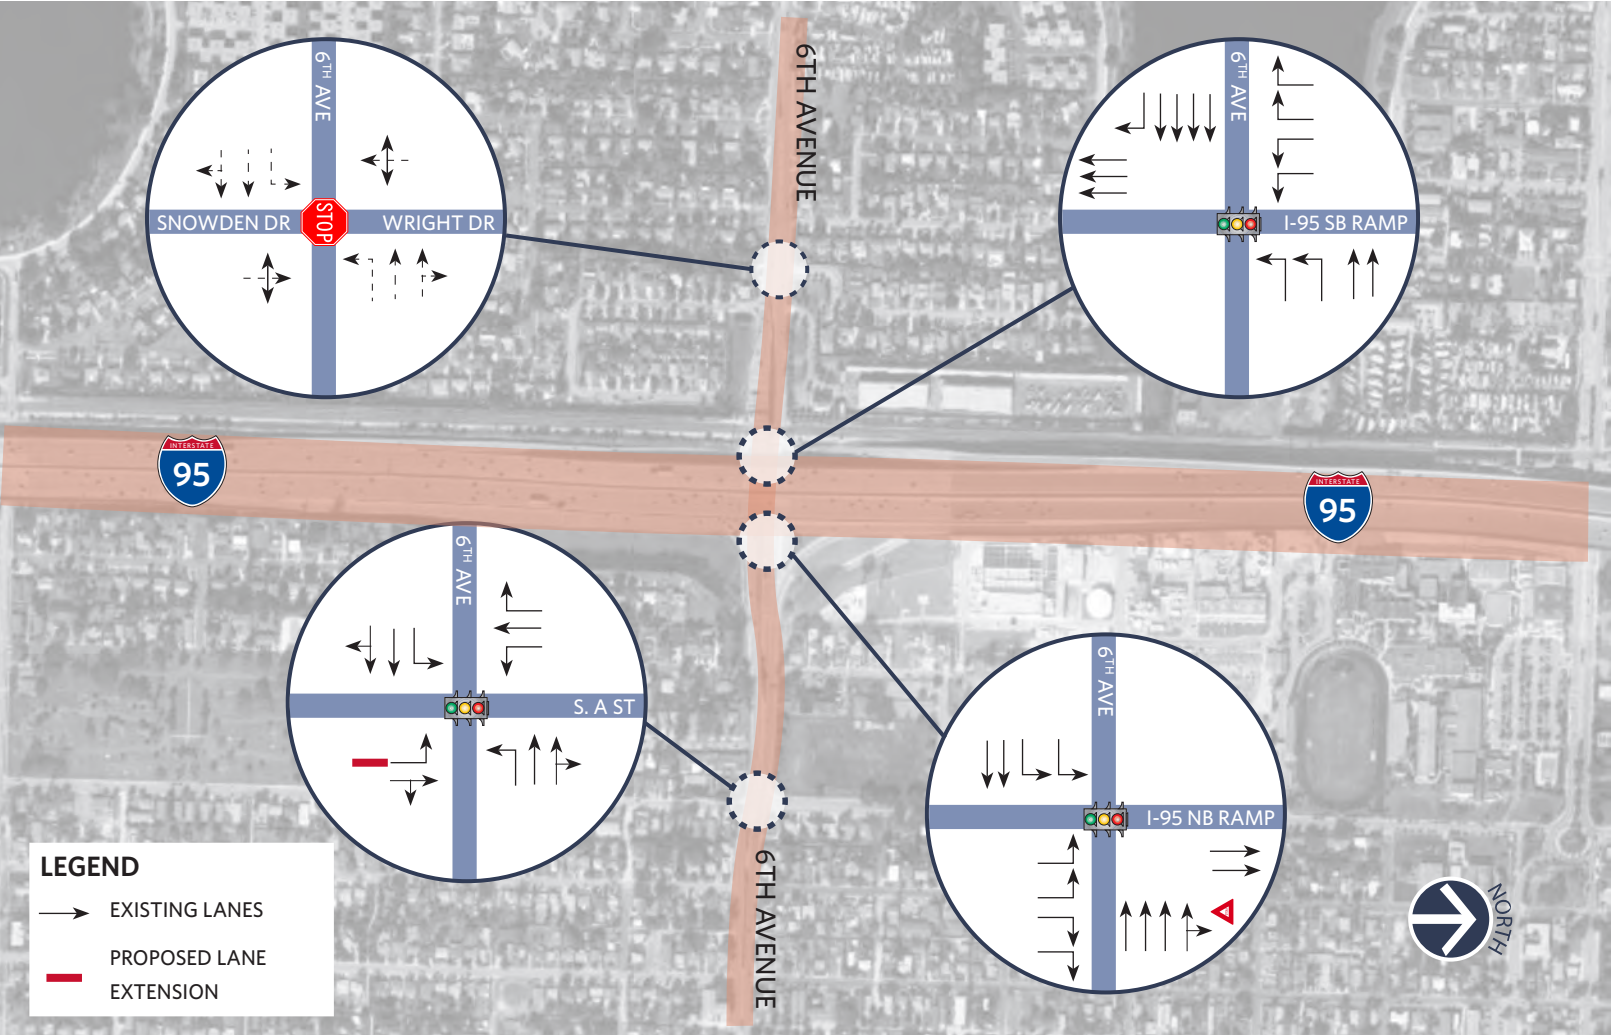 6TH AVENUE
6TH AVE
SNOWDEN DR
STOP
WRIGHT DR
6TH AVE
I-95 SB RAMP
INTERSTATE
95
INTERSTATE
95
6TH AVE
S. A ST
6TH AVE
I-95 NB RAMP
6TH AVENUE
LEGEND
EXISTING LANES
PROPOSED LANE
EXTENSION
NORTH